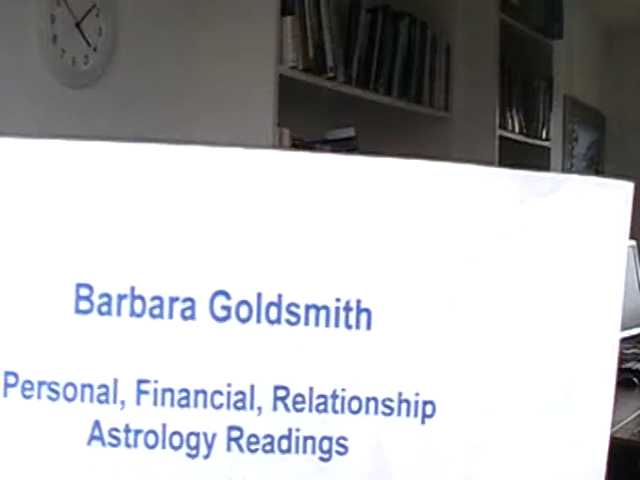 Barbara Goldsmith
Personal, Financial, Relationship
Astrology Readings